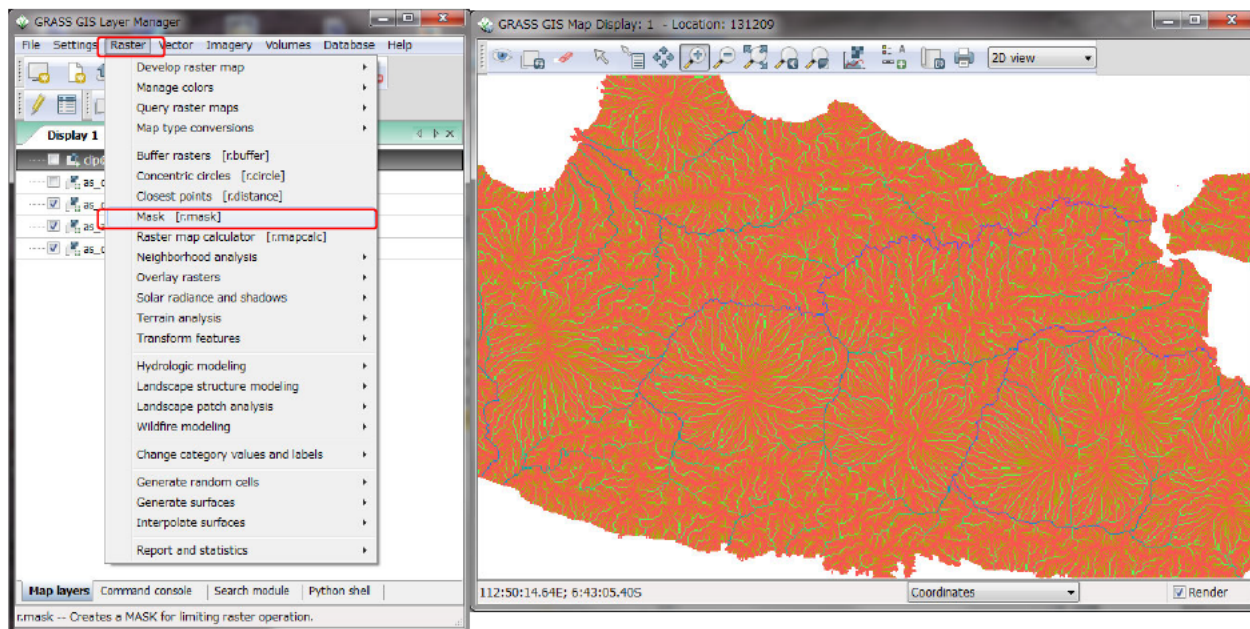 GRASS GIS Layer Manager
File Settings Raster Vector Imagery Volumes Database Help
Develop raster map
Manage colors
Query raster maps
Map type conversions
Display 1
Buffer rasters [r.buffer]
Concentric circles [r.circle]
Closest points [r.distance]
Mask [r.mask]
Raster map calculator [r.mapcalc]
Neighborhood analysis
Overlay rasters
Solar radiance and shadows
Terrain analysis
Transform features
Hydrologic modeling
Landscape structure modeling
Landscape patch analysis
Wildfire modeling
Change category values and labels
Generate random cells
Generate surfaces
Interpolate surfaces
Report and statistics
Map layers Command console Search module Python shell
r.mask -- Creates a MASK for limiting raster operation.
GRASS GIS Map Display: 1 - Location: 131209
2D view
112:50:14.64E; 6:43:05.40S
Coordinates
Render